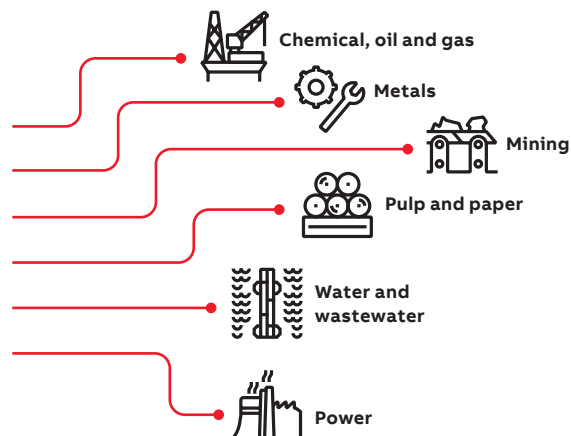 Chemical, oil and gas
Metals
Mining
Pulp and paper
Water and
wastewater
Power